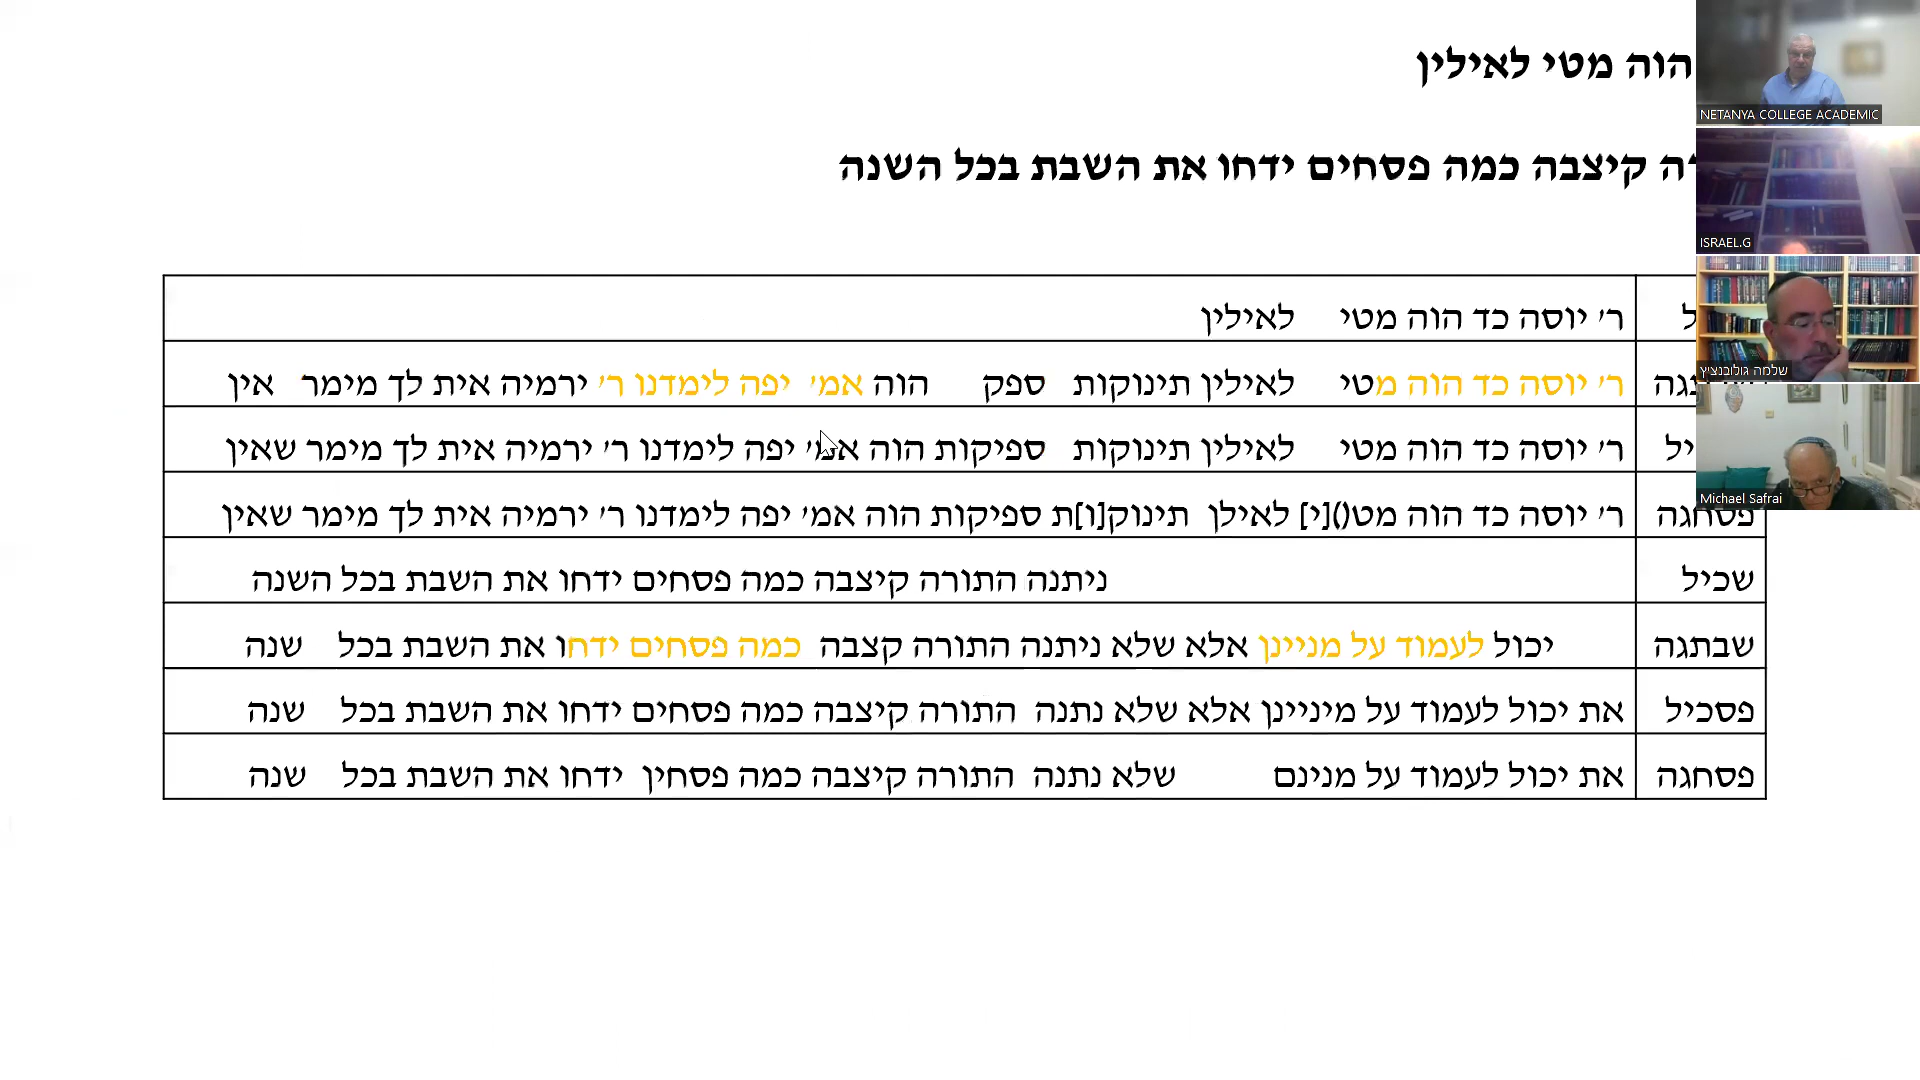 הוה מטי לאילין
קיצבה כמה פסחים ידחו את השבת בכל השנה
ר׳ יוסה כד הוה מטי לאילין
ר׳ יוסה כד הוה מטי לאילין תינוקות ספק הוה אמ׳ יפה לימדנו ר׳ ירמיה אית לך מימר אין
ר׳ יוסה כד הוה מטי לאילין תינוקות ספיקות הוה אמ׳ יפה לימדנו ר׳ ירמיה אית לך מימר שאין
פסחגה ר׳ יוסה כד הוה מט()[י] לאילן תינוק[ו]ת ספיקות הוה אמ׳ יפה לימדנו ר׳ ירמיה אית לך מימר שאין
שכיל ניתנה התורה קיצבה כמה פסחים ידחו את השבת בכל השנה
שבתגה יכול לעמוד על מניינן אלא שלא ניתנה התורה קצבה כמה פסחים ידחו את השבת בכל שנה
פסכיל את יכול לעמוד על מיניינן אלא שלא נתנה התורה קיצבה כמה פסחים ידחו את השבת בכל שנה
פסחגה את יכול לעמוד על מנינם שלא נתנה התורה קיצבה כמה פסחין ידחו את השבת בכל שנה
NETANYA COLLEGE ACADEMIC
ISRAEL.G
שלמה גולובנציץ
Michael Safrai